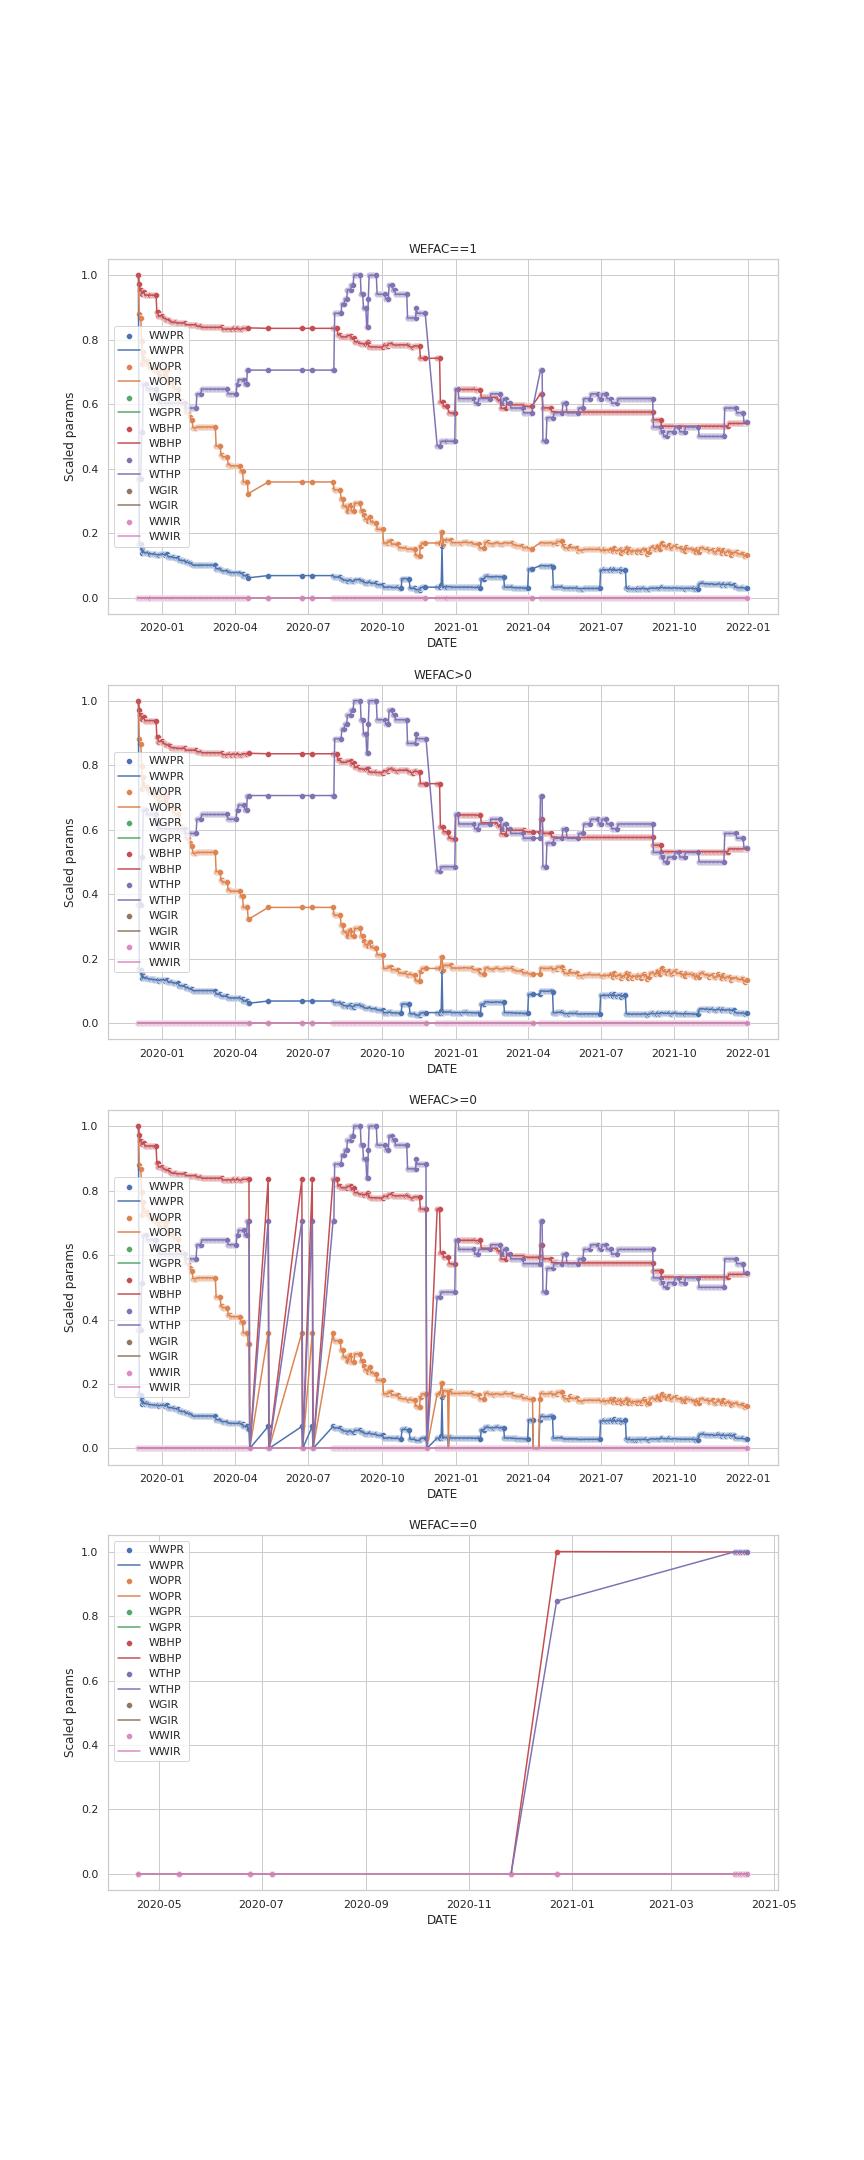 WEFAC==1
1.0
0.8
0.6
0.4
0.2
0.0
Scaled params
WWPR
WWPR
WOPR
WOPR
WGPR
WGPR
WBHP
WBHP
WTHP
WTHP
WGIR
WGIR
WWIR
WWIR
2020-01 2020-04 2020-07 2020-10 2021-01 2021-04 2021-07 2021-10 2022-01
DATE
WEFAC>0
1.0
0.8
0.6
0.4
0.2
0.0
Scaled params
WWPR
WWPR
WOPR
WOPR
WGPR
WGPR
WBHP
WBHP
WTHP
WTHP
WGIR
WGIR
WWIR
WWIR
2020-01 2020-04 2020-07 2020-10 2021-01 2021-04 2021-07 2021-10 2022-01
DATE
WEFAC>=0
1.0
0.8
0.6
0.4
0.2
0.0
Scaled params
WWPR
WWPR
WOPR
WOPR
WGPR
WGPR
WBHP
WBHP
WTHP
WTHP
WGIR
WGIR
WWIR
WWIR
2020-01 2020-04 2020-07 2020-10 2021-01 2021-04 2021-07 2021-10 2022-01
DATE
WEFAC==0
1.0
0.8
0.6
0.4
0.2
0.0
Scaled params
WWPR
WWPR
WOPR
WOPR
WGPR
WGPR
WBHP
WBHP
WTHP
WTHP
WGIR
WGIR
WWIR
WWIR
2020-05 2020-07 2020-09 2020-11 2021-01 2021-03 2021-05
DATE